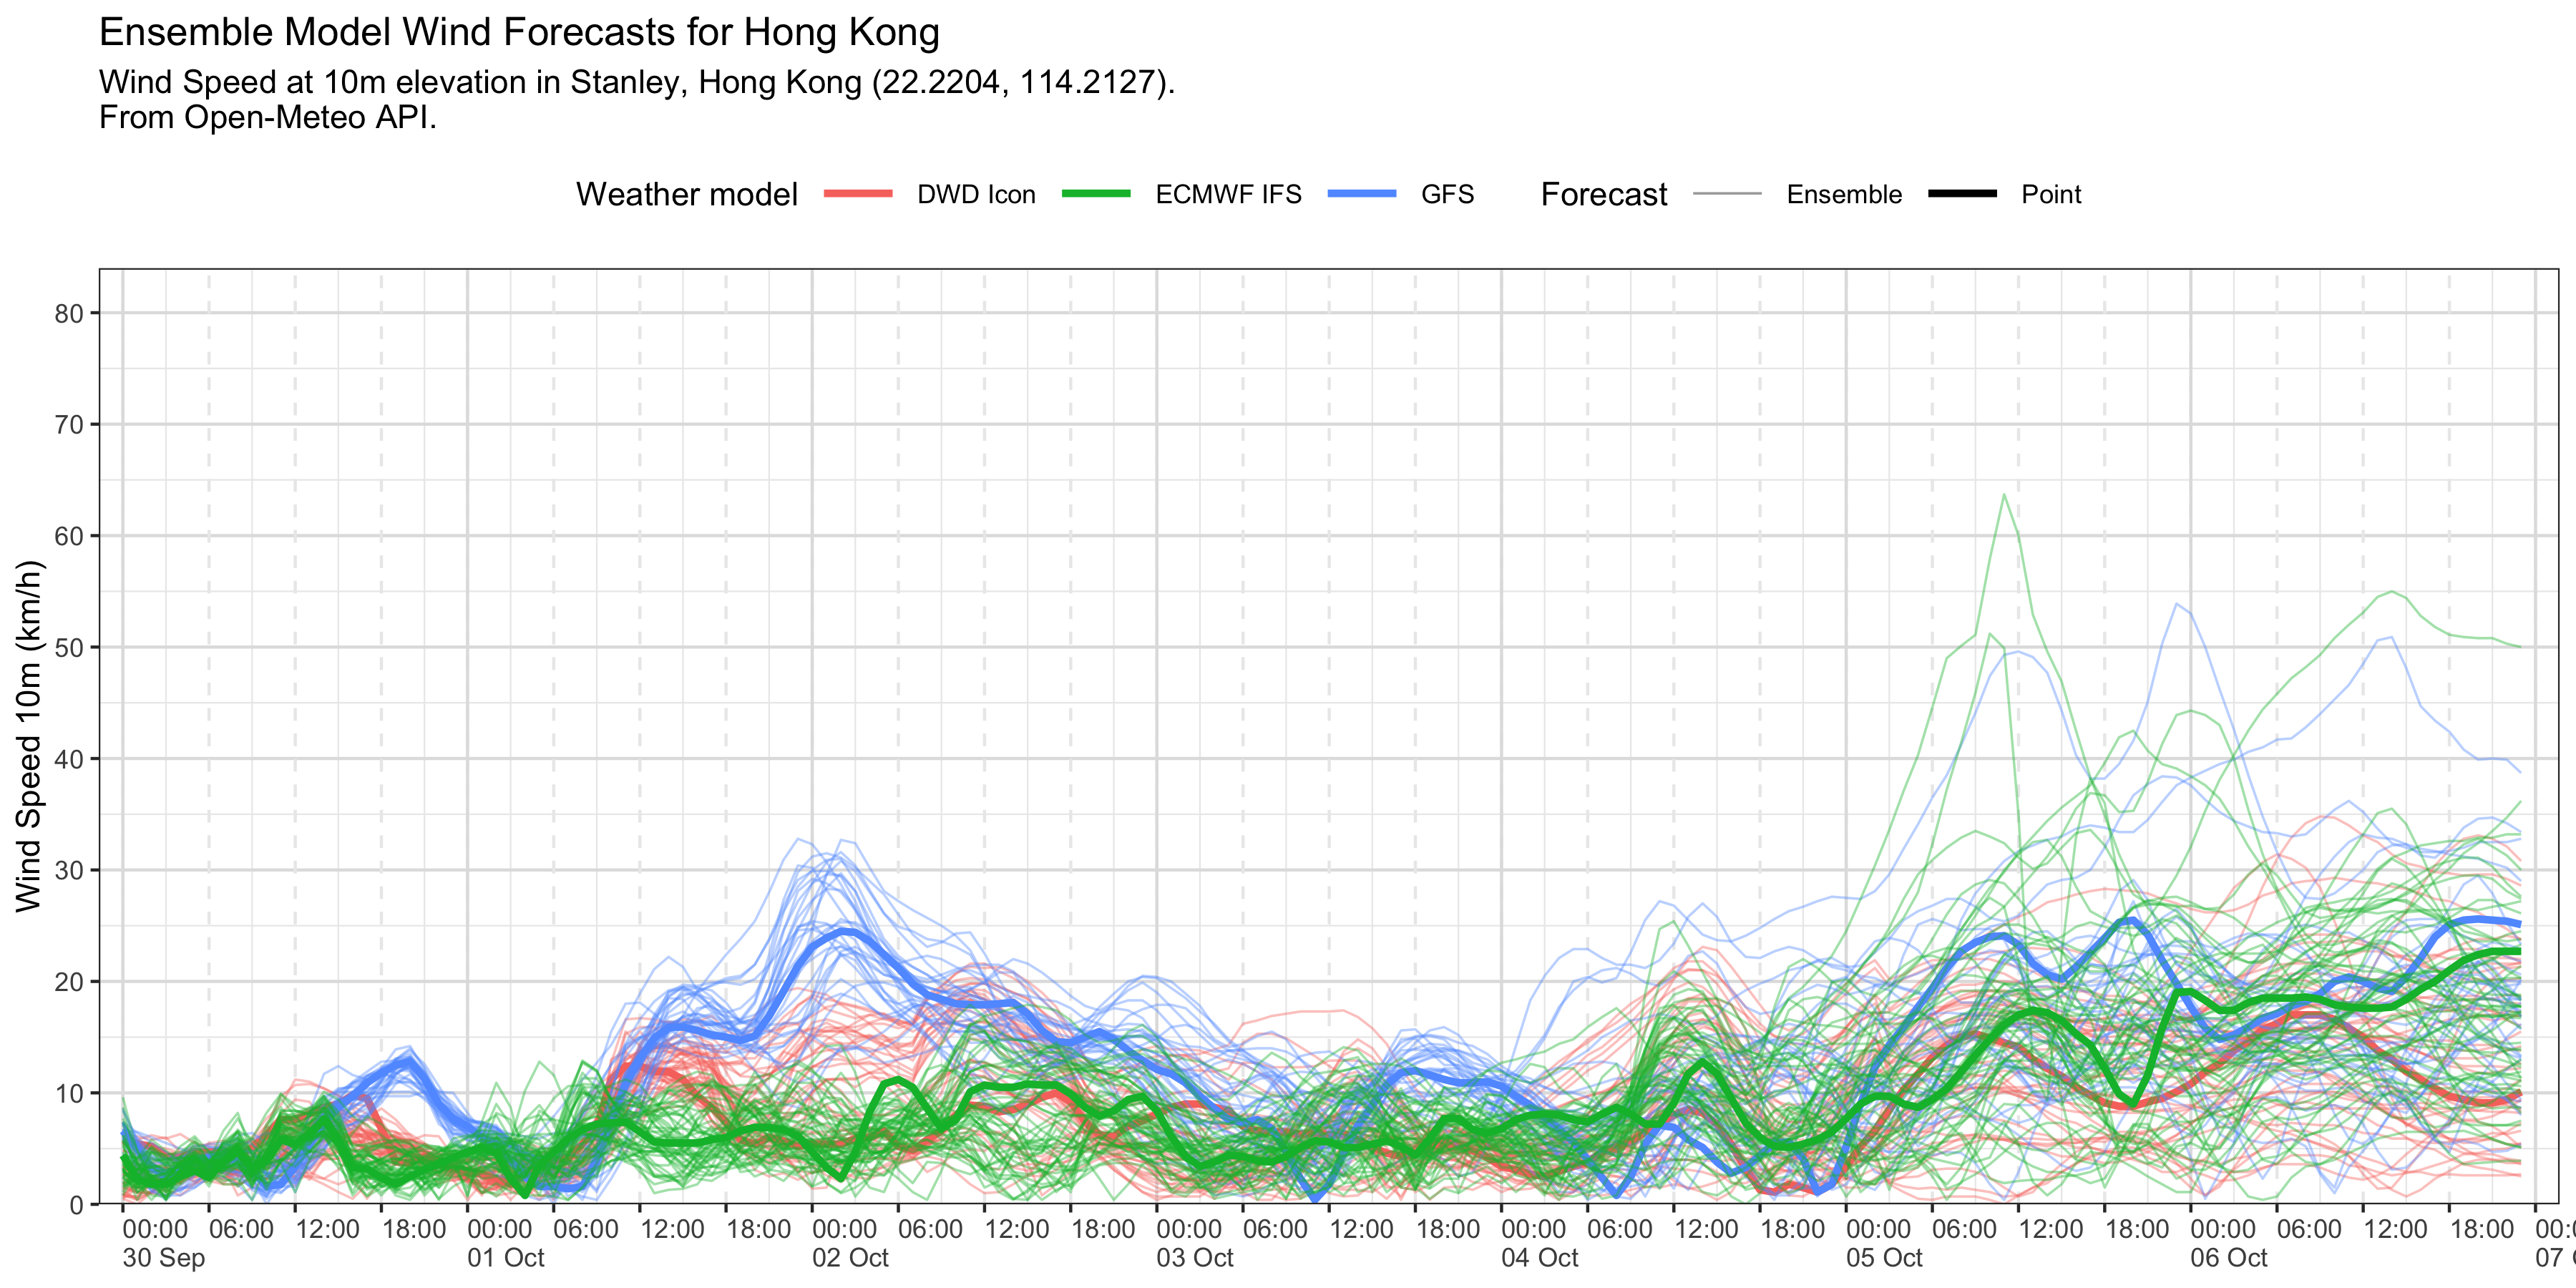 Ensemble Model Wind Forecasts for Hong Kong
Wind Speed at 10m elevation in Stanley, Hong Kong (22.2204, 114.2127).
From Open-Meteo API.
Weather model DWD Icon ECMWF IFS GFS Forecast Ensemble Point
Wind Speed 10m (km/h)
80
70
60
50
40
30
20
10
0
00:00 06:00 12:00 18:00 00:00 06:00 12:00 18:00 00:00 06:00 12:00 18:00 00:00 06:00 12:00 18:00 00:00 06:00 12:00 18:00 00:00 06:00 12:00 18:00 00:00 06:00 12:00 18:00 00:
30 Sep 01 Oct 02 Oct 03 Oct 04 Oct 05 Oct 06 Oct 07